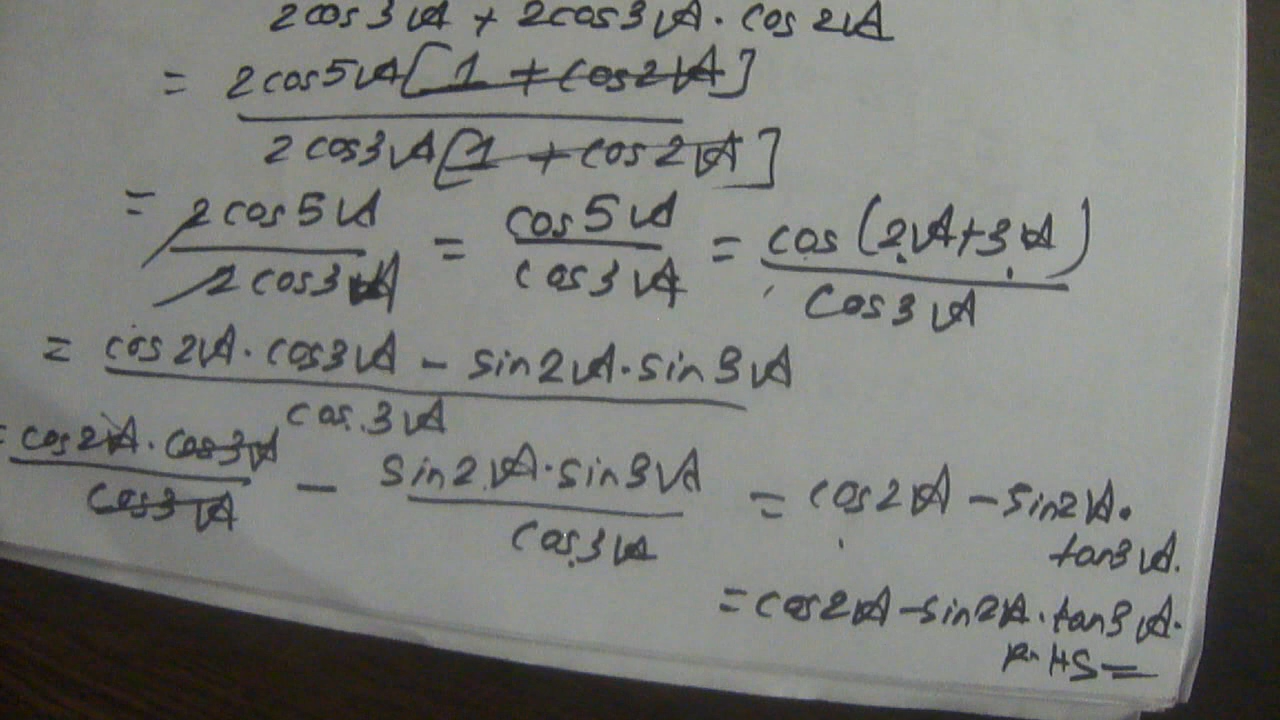 2cos3A + 2cos3A · cos2A
= 2cos5A[1 + cos2A]
2cos3A[1 + cos2A]
= 2cos5A = cos5A = cos(2A+3A)
2cos3A cos3A cos3A
= cos2A · cos3A - sin2A · sin3A
cos3A
= cos2A · cos3A - sin2A · sin3A = cos2A - sin2A ·
cos3A cos3A tan3A.
= cos2A - sin2A · tan3A.
R·HS =